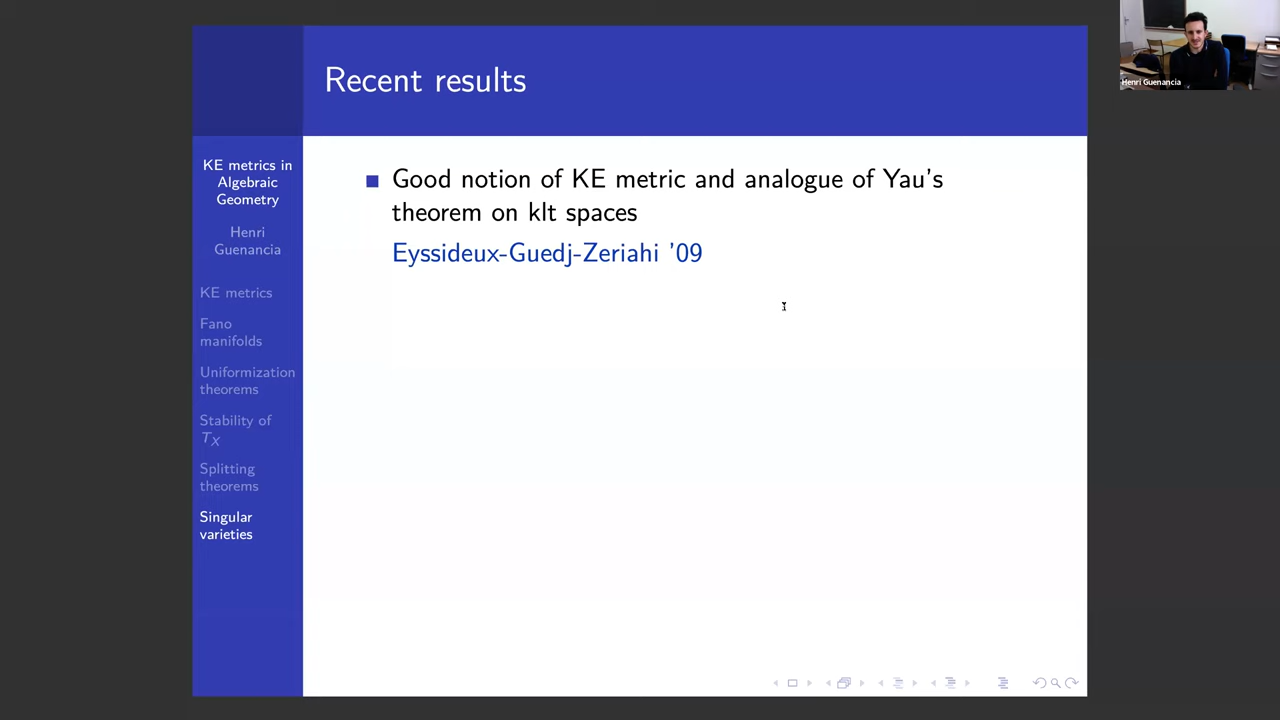 Recent results
KE metrics in
Algebraic
Geometry
Henri
Guenancia
KE metrics
Fano
manifolds
Uniformization
theorems
Stability of
T_X
Splitting
theorems
Singular
varieties
Good notion of KE metric and analogue of Yau's
theorem on klt spaces
Eyssideux-Guedj-Zeriahi '09
Henri Guenancia